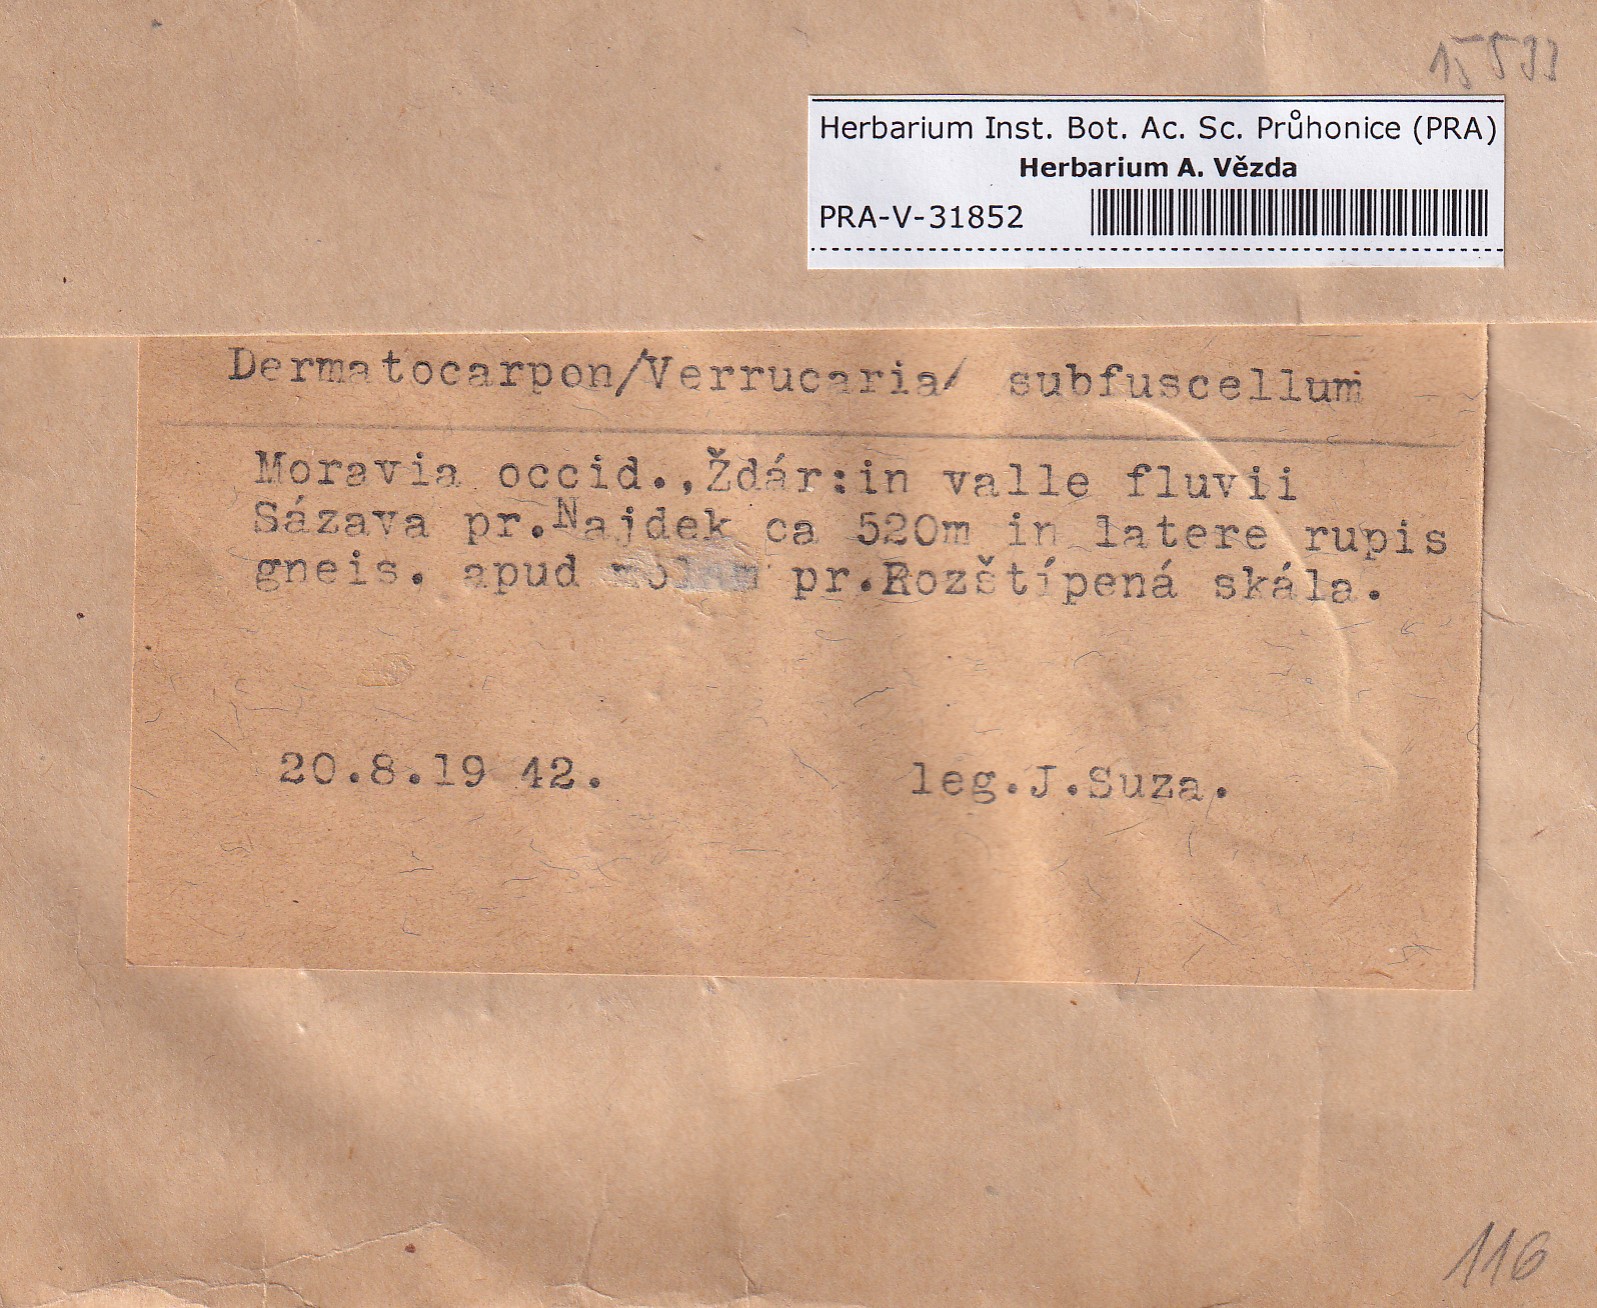 15593
Herbarium Inst. Bot. Ac. Sc. Průhonice (PRA)
Herbarium A. Vězda
PRA-V-31852
Dermatocarpon/Verrucaria/ subfuscellum
Moravia occid.,Ždár:in valle fluvii
Sázava pr.Najdek ca 520m in latere rupis
gneis. apud molam pr.Rozštípená skála.
20.8.19 42.
leg.J.Suza.
116